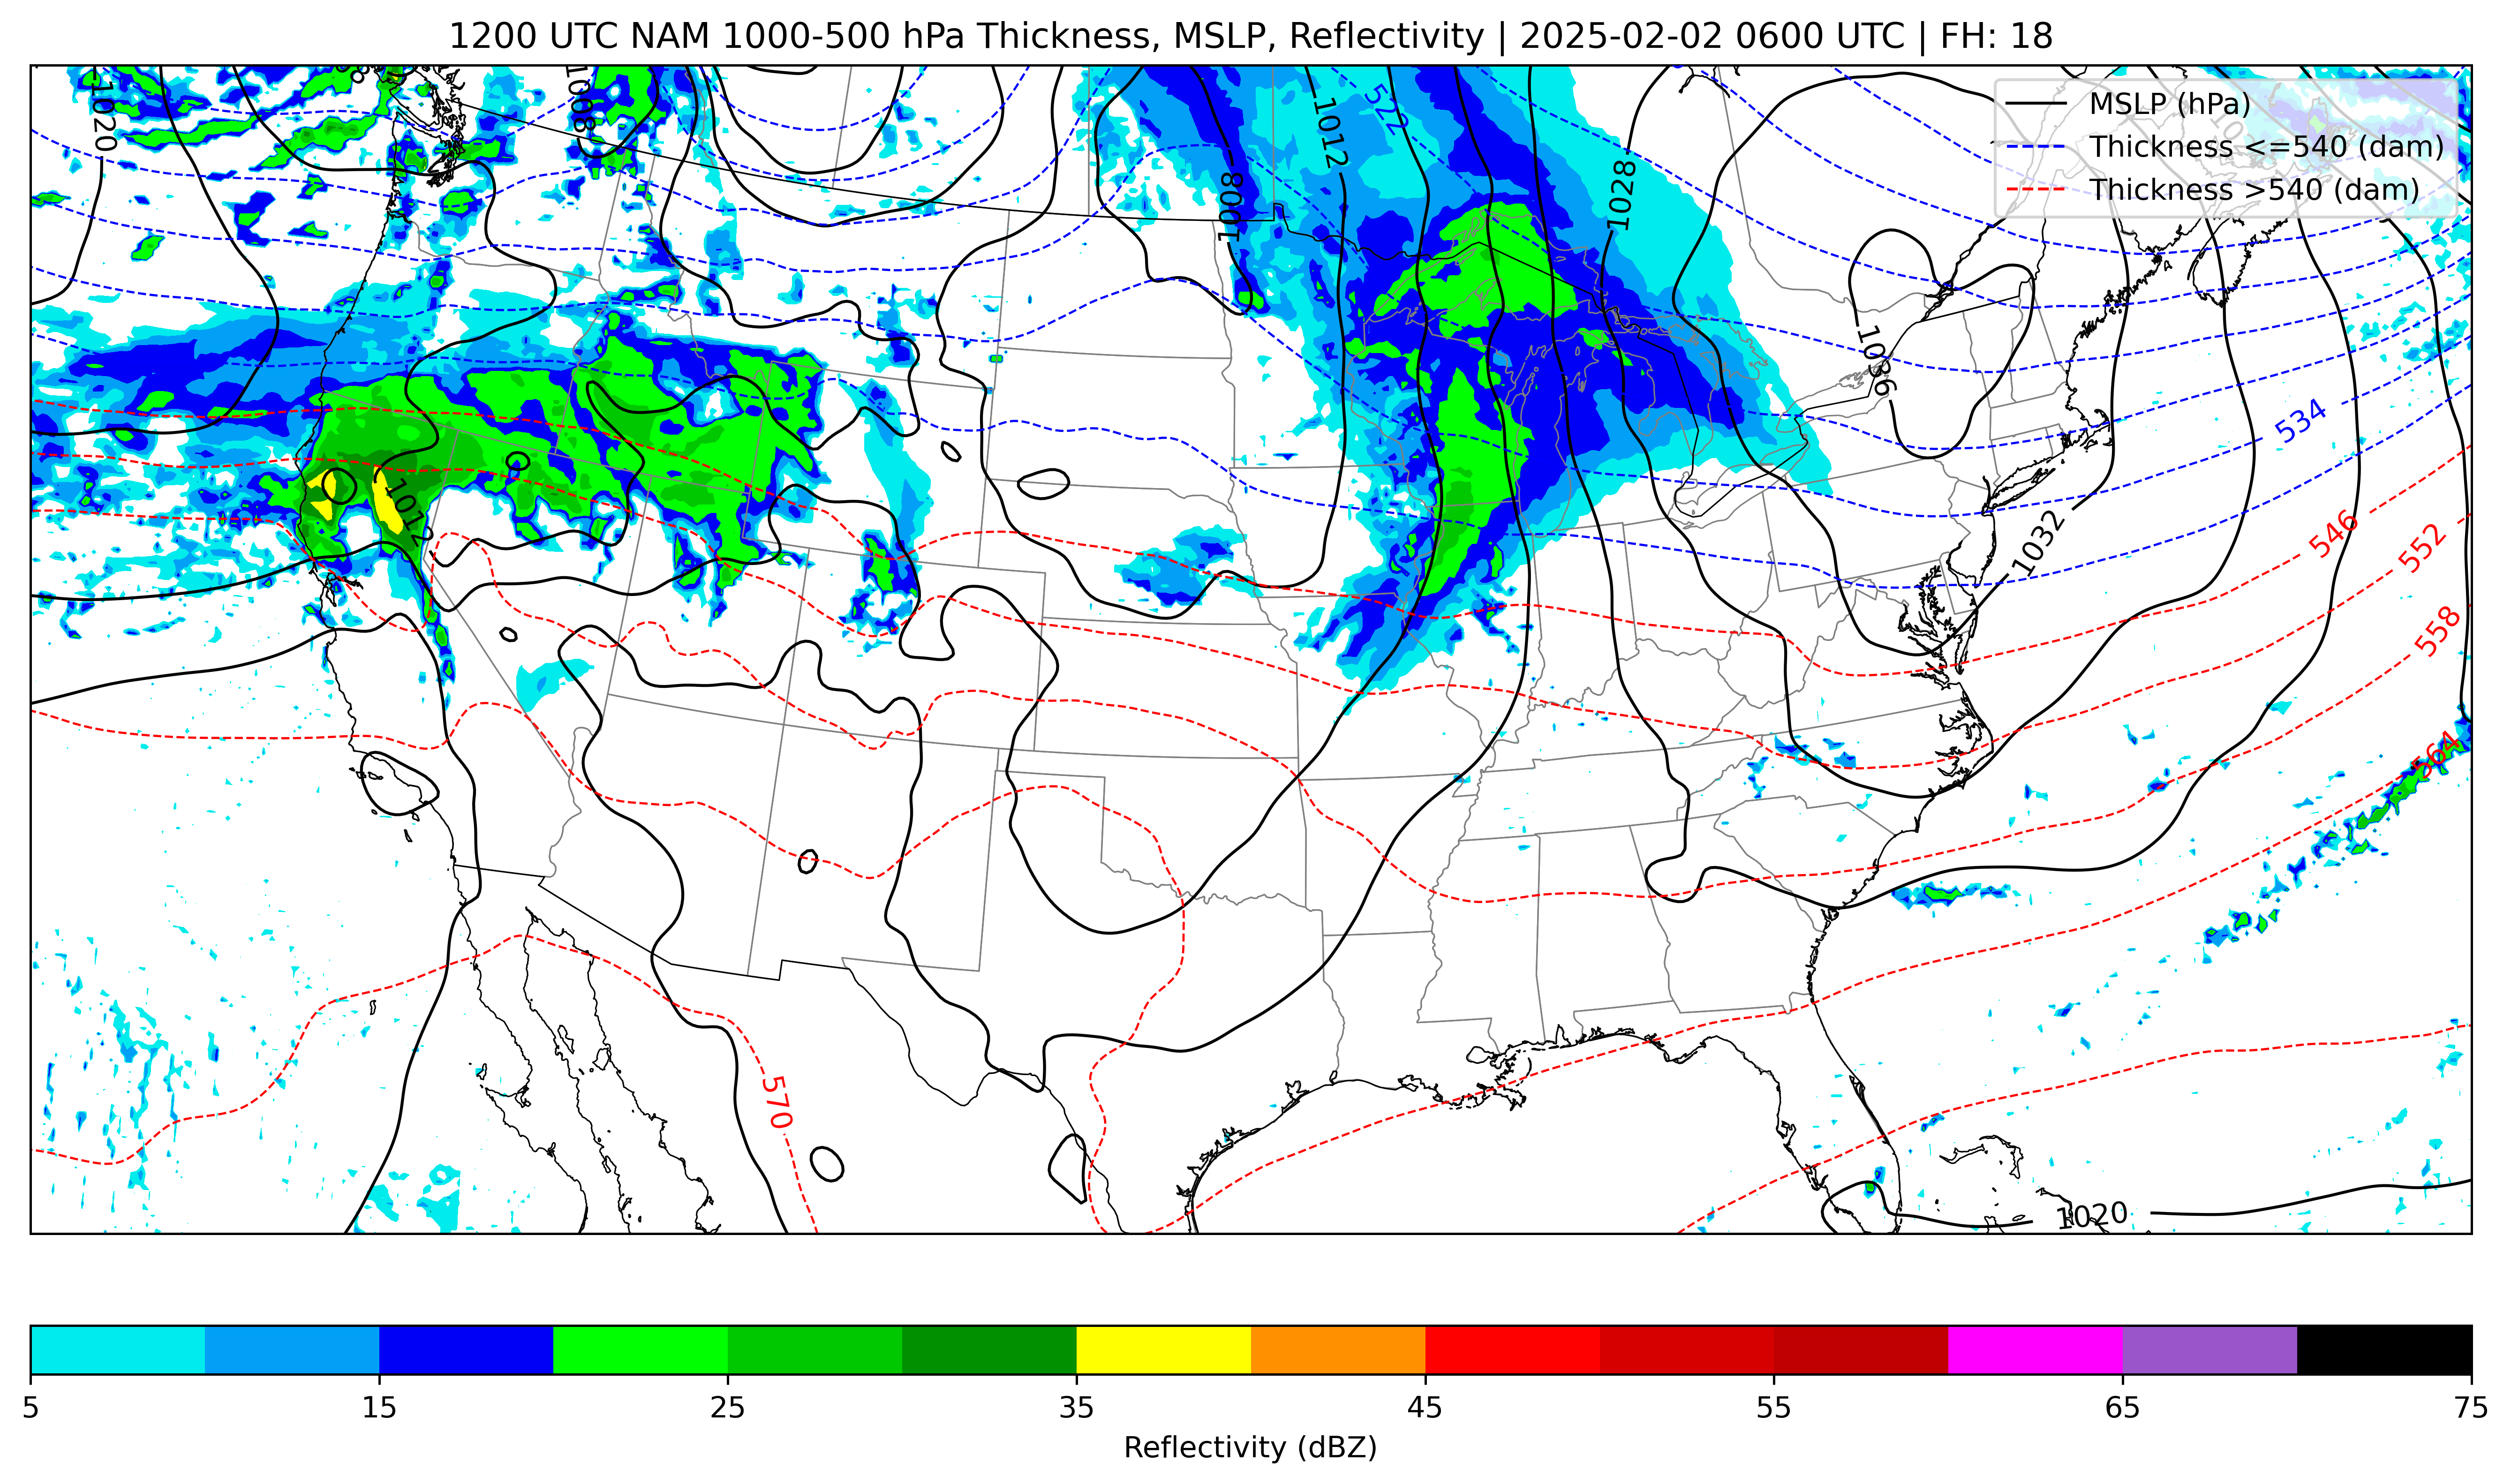 1200 UTC NAM 1000-500 hPa Thickness, MSLP, Reflectivity | 2025-02-02 0600 UTC | FH: 18
MSLP (hPa)
Thickness <=540 (dam)
Thickness >540 (dam)
1020
1008
1008
1012
522
1028
1036
534
546
552
558
564
1032
1012
570
1020
5 15 25 35 45 55 65 75
Reflectivity (dBZ)